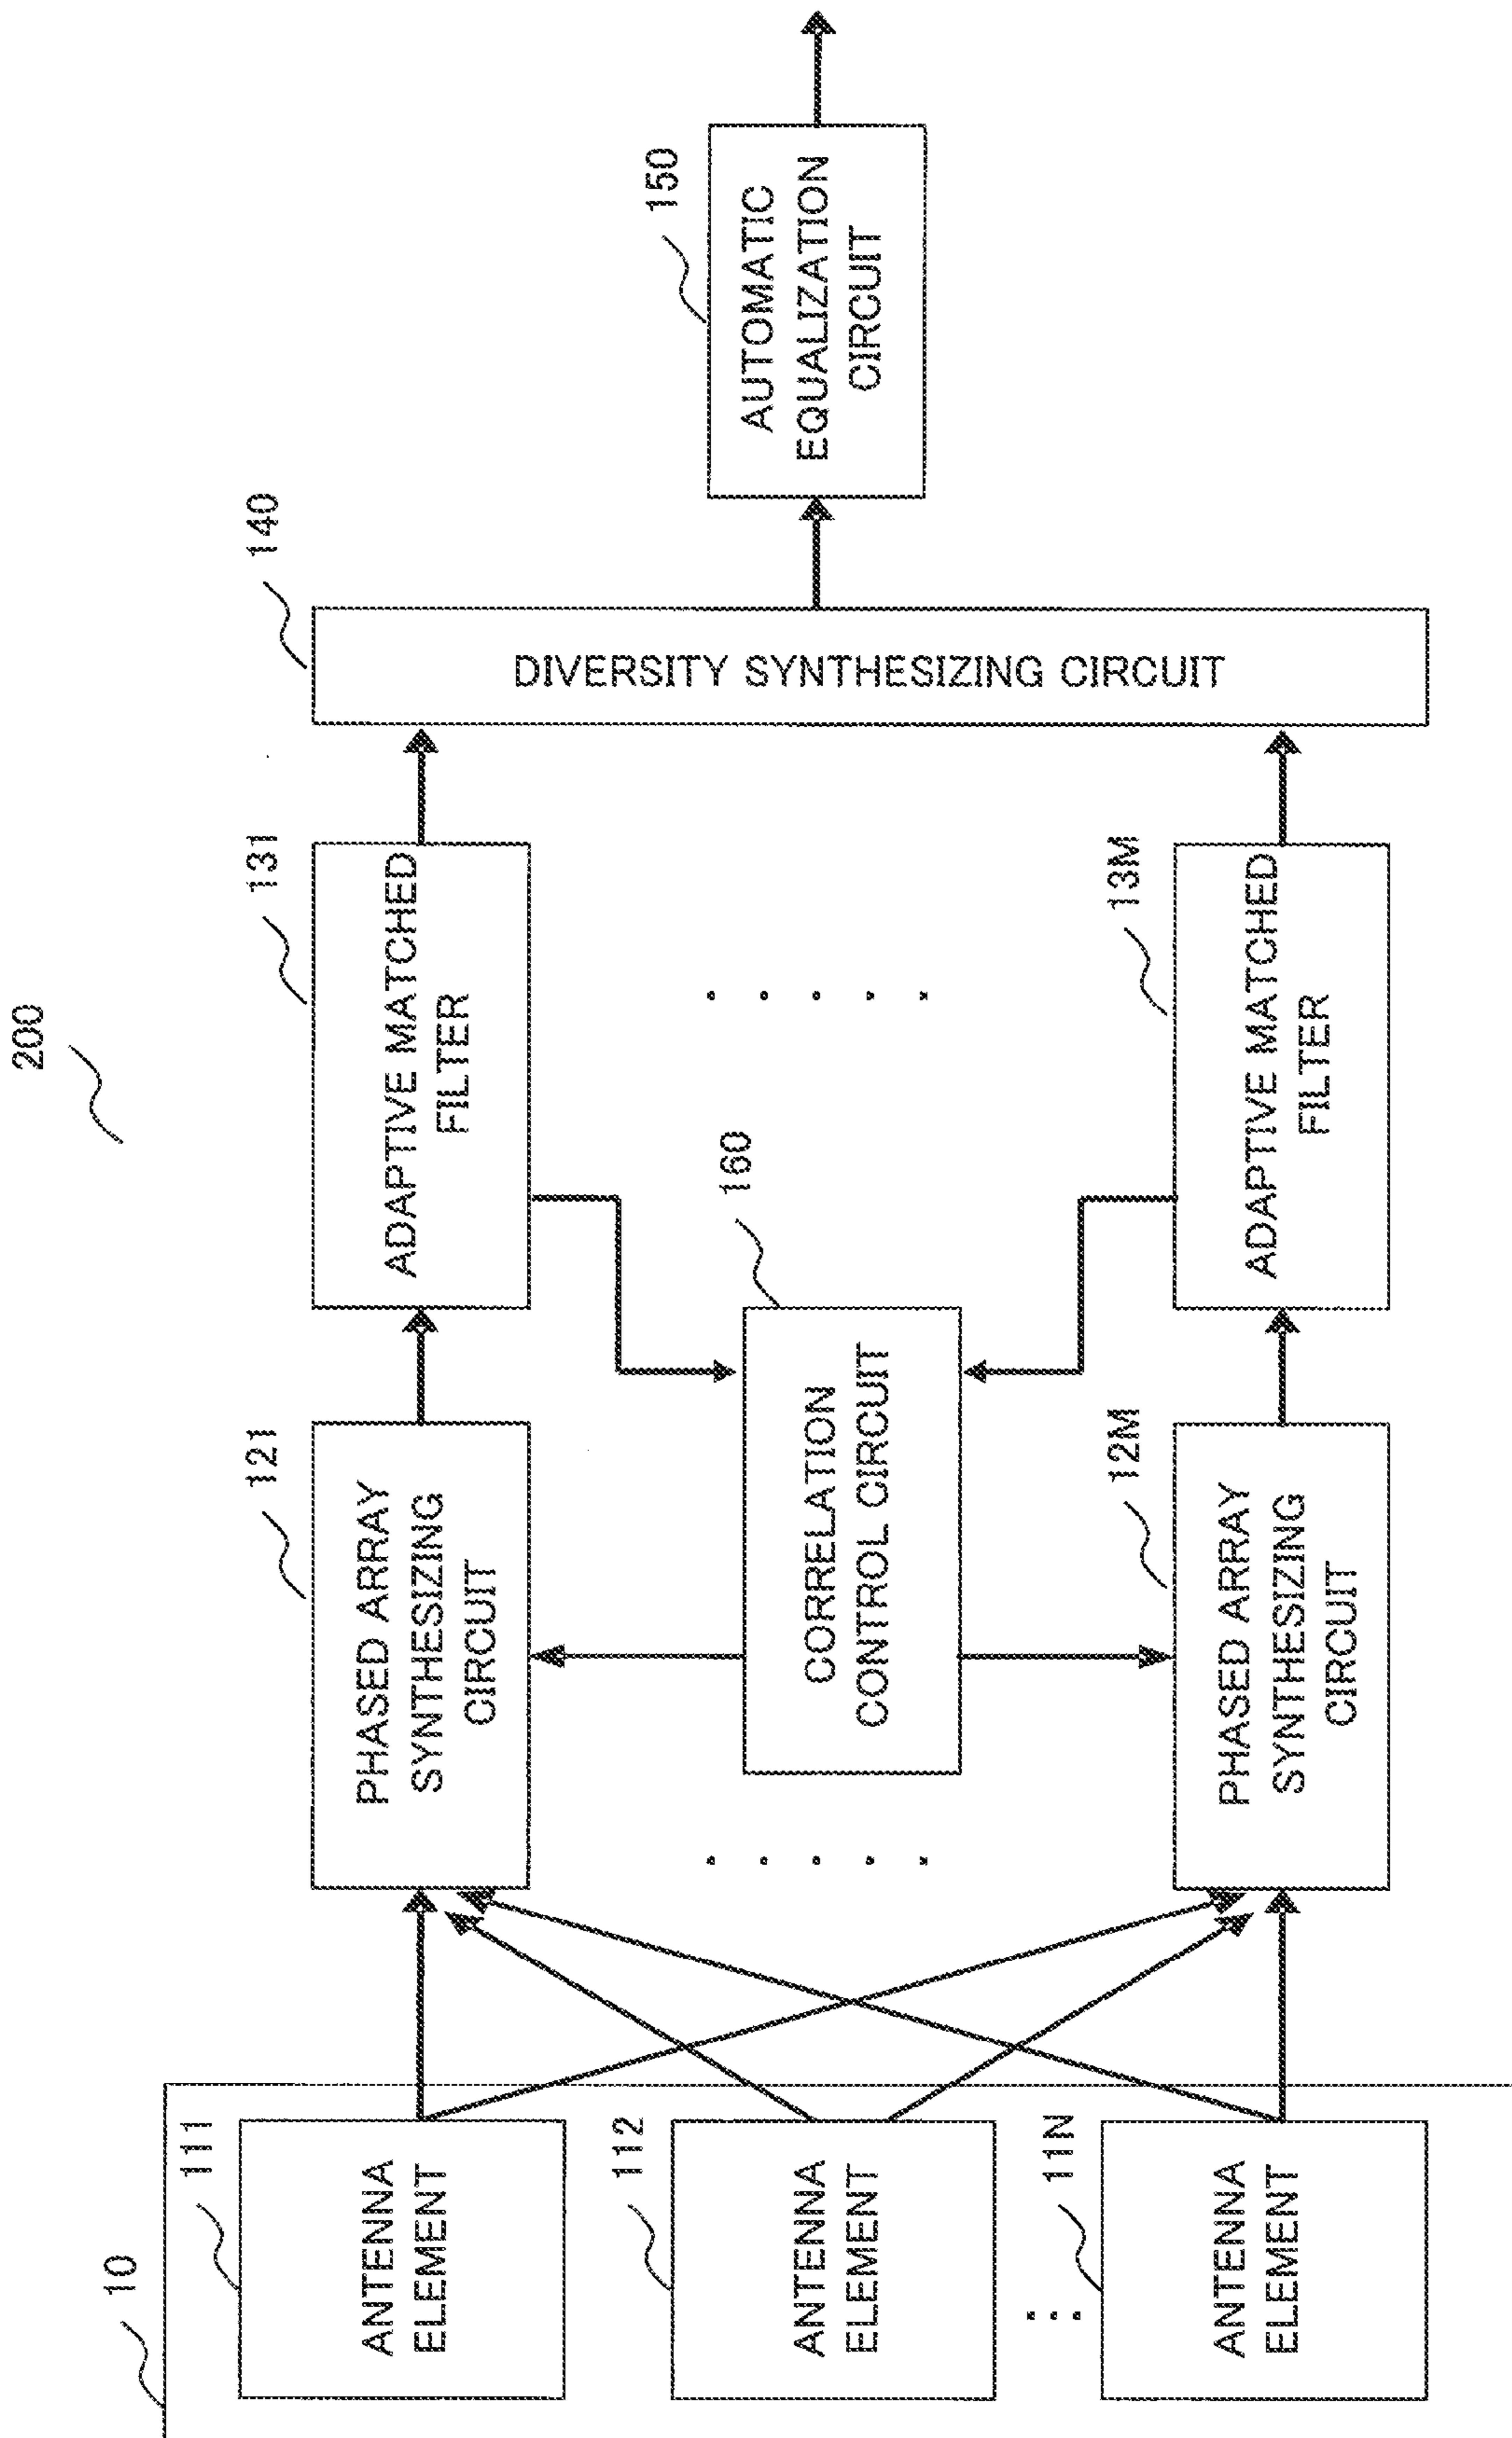 200
10
111
ANTENNA
ELEMENT
112
ANTENNA
ELEMENT
11N
ANTENNA
ELEMENT
121
PHASED ARRAY
SYNTHESIZING
CIRCUIT
12M
PHASED ARRAY
SYNTHESIZING
CIRCUIT
160
CORRELATION
CONTROL CIRCUIT
131
ADAPTIVE MATCHED
FILTER
13M
ADAPTIVE MATCHED
FILTER
140
DIVERSITY SYNTHESIZING CIRCUIT
150
AUTOMATIC
EQUALIZATION
CIRCUIT